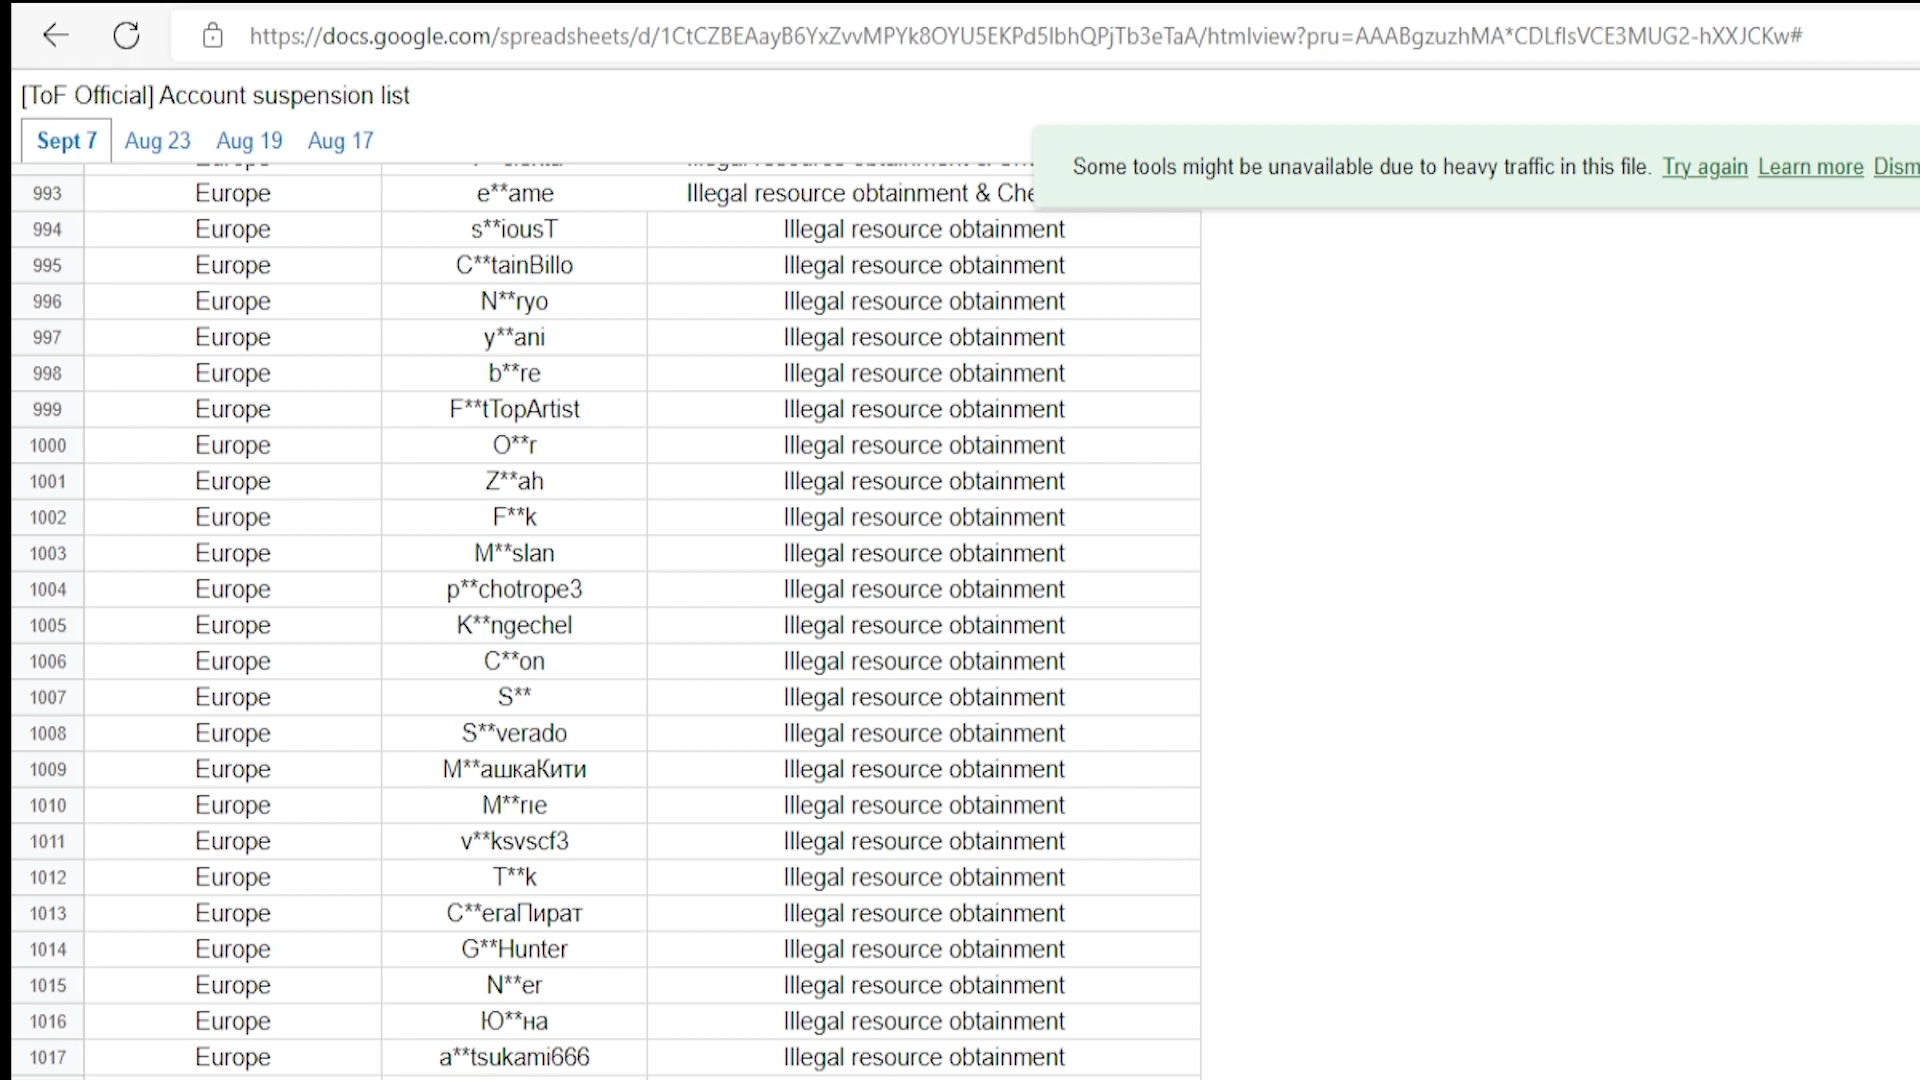 https://docs.google.com/spreadsheets/d/1CtCZBEAayB6YxZvvMPYk8OYU5EKPd5IbhQPjTb3eTaA/htmlview?pru=AAABgzuzhMA*CDLfIsVCE3MUG2-hXXJCKw#
[ToF Official] Account suspension list
Sept 7 Aug 23 Aug 19 Aug 17
Some tools might be unavailable due to heavy traffic in this file. Try again Learn more Dism
993 Europe e**ame Illegal resource obtainment & Che
994 Europe s**iousT Illegal resource obtainment
995 Europe C**tainBillo Illegal resource obtainment
996 Europe N**ryo Illegal resource obtainment
997 Europe y**ani Illegal resource obtainment
998 Europe b**re Illegal resource obtainment
999 Europe F**tTopArtist Illegal resource obtainment
1000 Europe O**r Illegal resource obtainment
1001 Europe Z**ah Illegal resource obtainment
1002 Europe F**k Illegal resource obtainment
1003 Europe M**slan Illegal resource obtainment
1004 Europe p**chotrope3 Illegal resource obtainment
1005 Europe K**ngechel Illegal resource obtainment
1006 Europe C**on Illegal resource obtainment
1007 Europe S** Illegal resource obtainment
1008 Europe S**verado Illegal resource obtainment
1009 Europe М**ашкаКити Illegal resource obtainment
1010 Europe M**rıe Illegal resource obtainment
1011 Europe v**ksvscf3 Illegal resource obtainment
1012 Europe T**k Illegal resource obtainment
1013 Europe С**егаПират Illegal resource obtainment
1014 Europe G**Hunter Illegal resource obtainment
1015 Europe N**er Illegal resource obtainment
1016 Europe Ю**на Illegal resource obtainment
1017 Europe a**tsukami666 Illegal resource obtainment